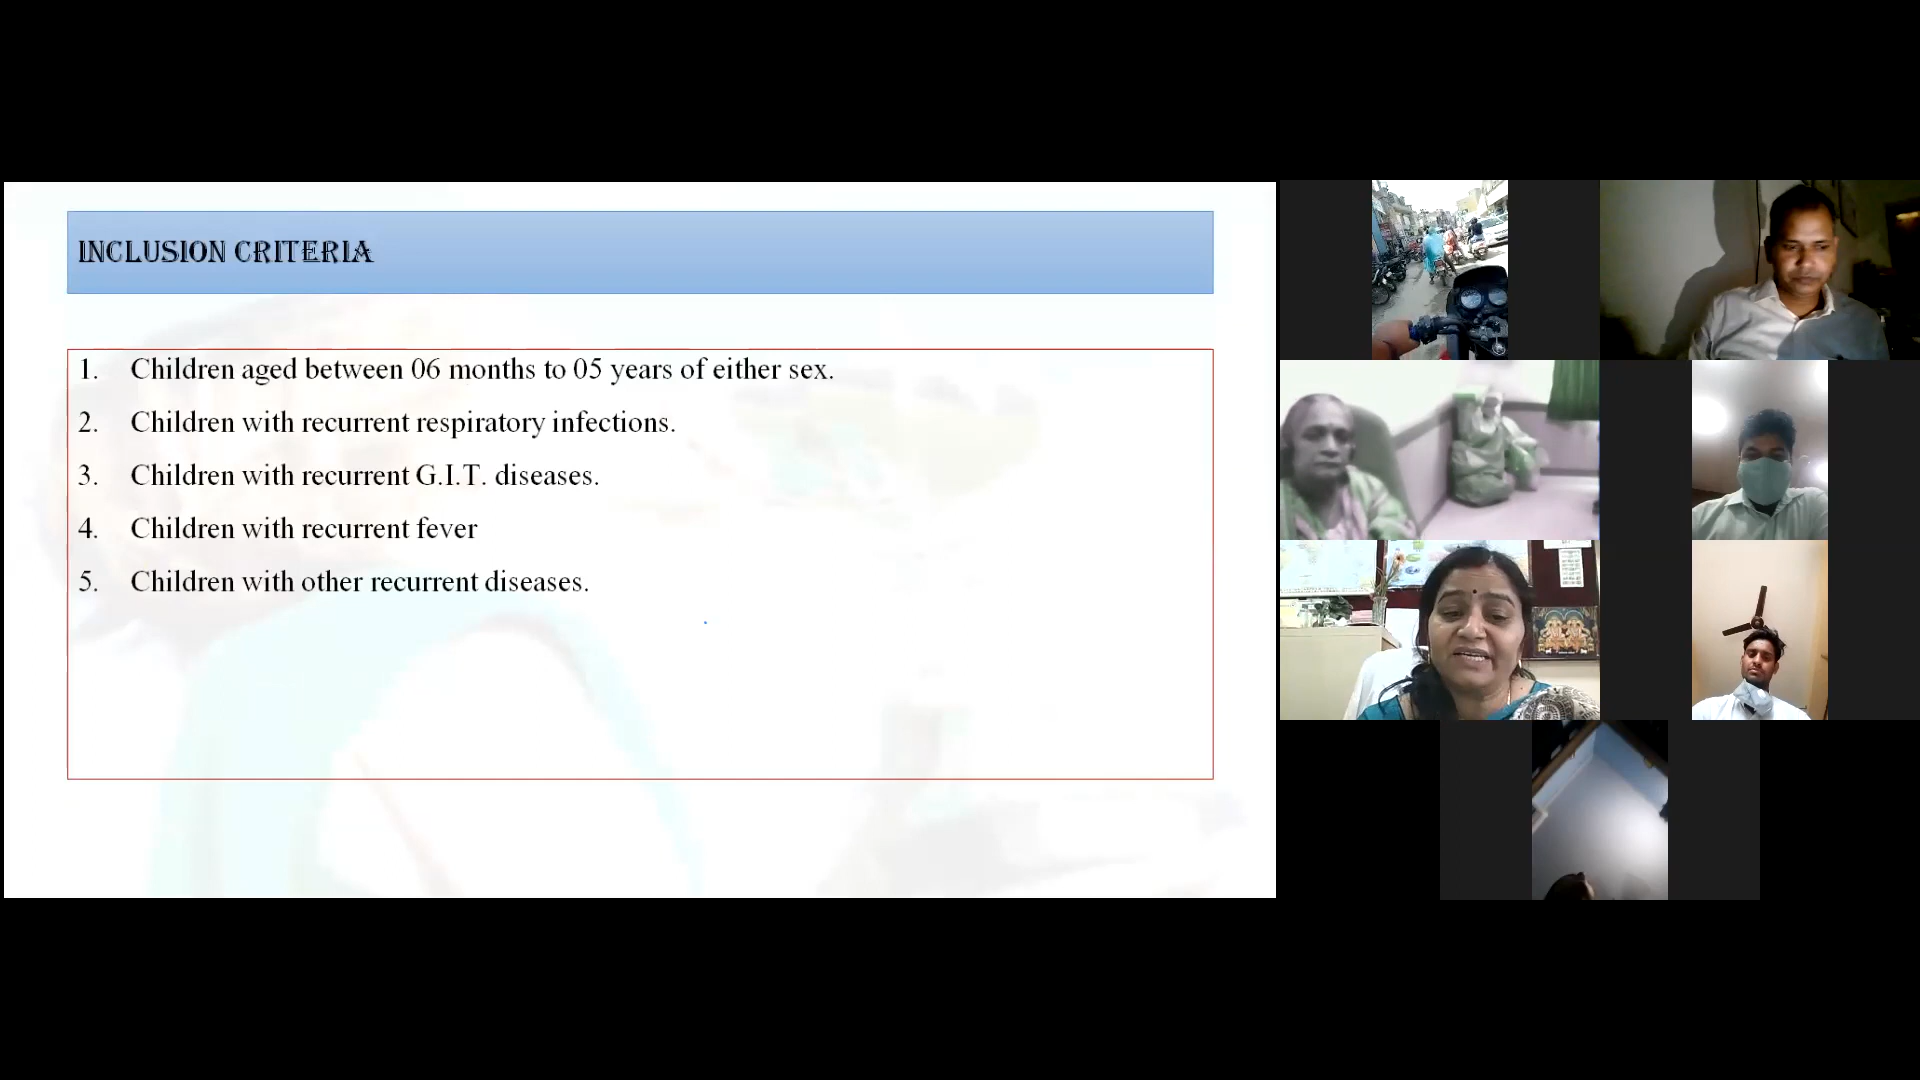 INCLUSION CRITERIA
1. Children aged between 06 months to 05 years of either sex.
2. Children with recurrent respiratory infections.
3. Children with recurrent G.I.T. diseases.
4. Children with recurrent fever
5. Children with other recurrent diseases.